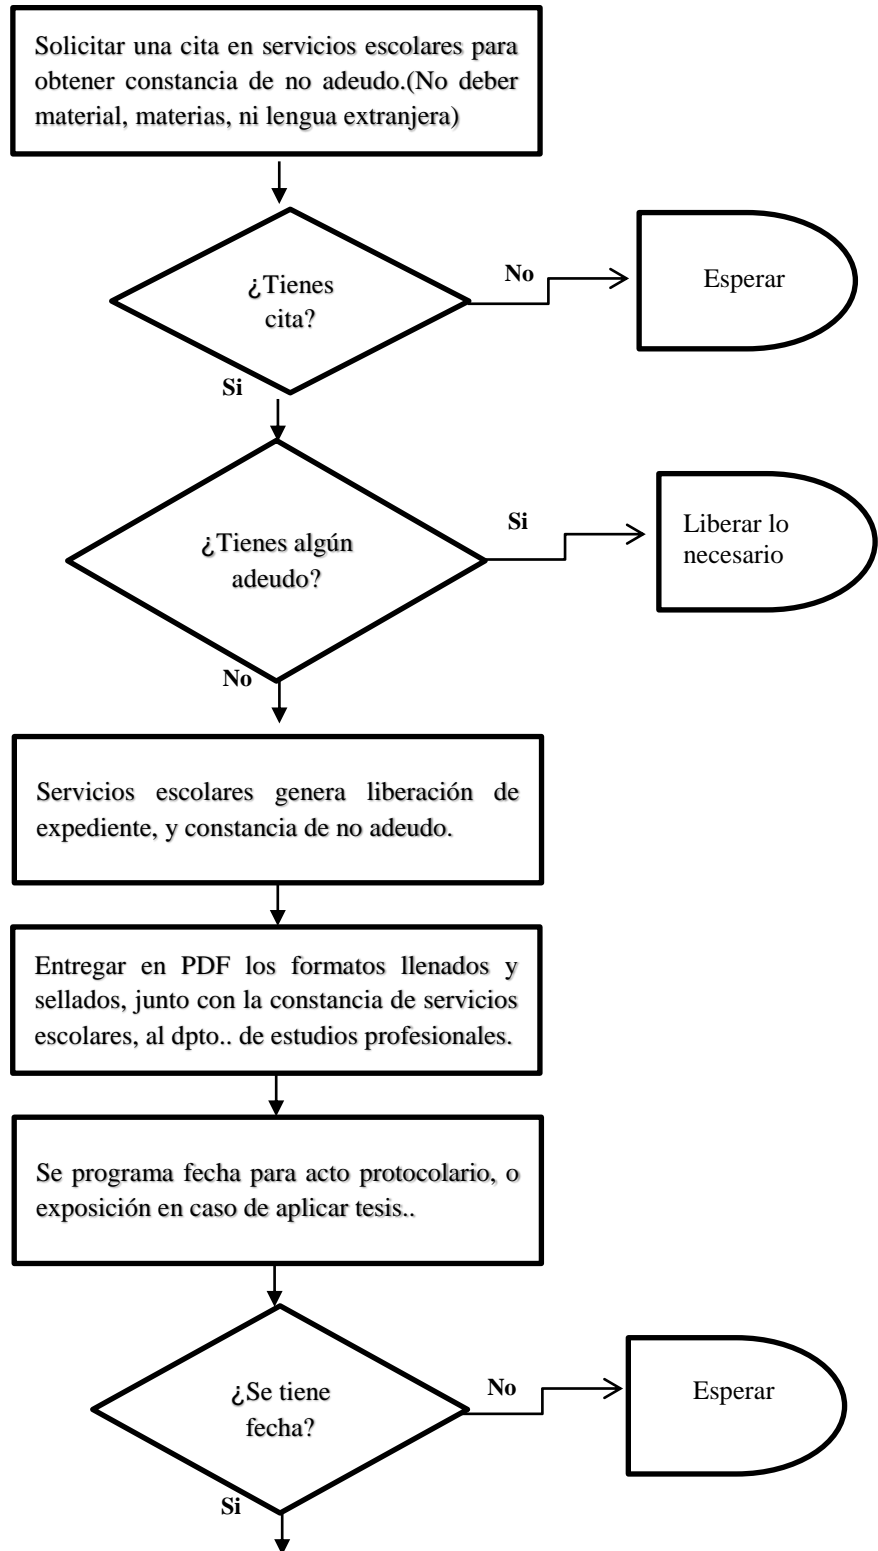 Solicitar una cita en servicios escolares para
obtener constancia de no adeudo.(No deber
material, materias, ni lengua extranjera)
¿Tienes
cita?
No
Esperar
Si
¿Tienes algún
adeudo?
Si
Liberar lo
necesario
No
Servicios escolares genera liberación de
expediente, y constancia de no adeudo.
Entregar en PDF los formatos llenados y
sellados, junto con la constancia de servicios
escolares, al dpto.. de estudios profesionales.
Se programa fecha para acto protocolario, o
exposición en caso de aplicar tesis..
¿Se tiene
fecha?
No
Esperar
Si